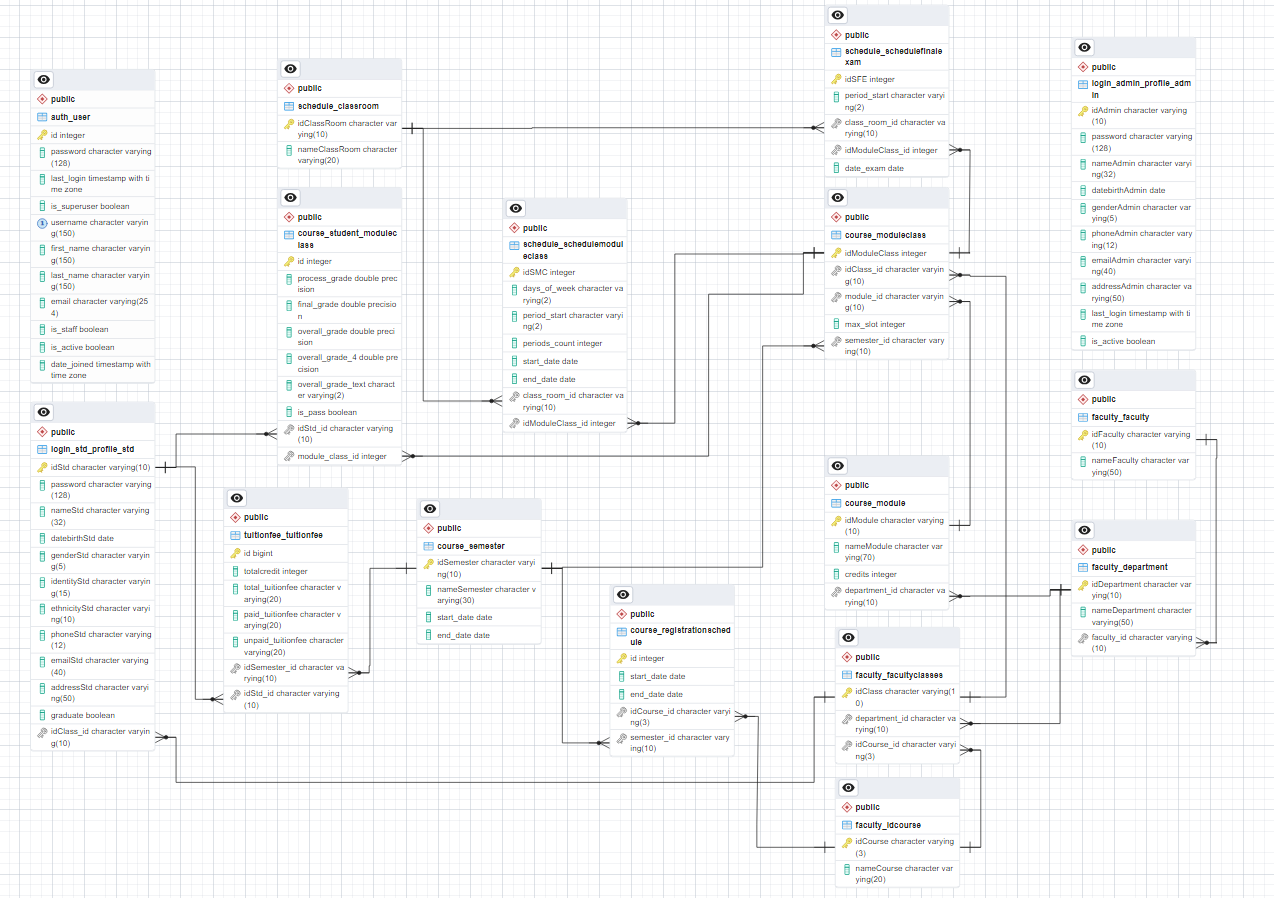 public
auth_user
id integer
password character varying
(128)
last_login timestamp with ti
me zone
is_superuser boolean
username character varyin
g(150)
first_name character varyin
g(150)
last_name character varyin
g(150)
email character varying(25
4)
is_staff boolean
is_active boolean
date_joined timestamp with
time zone
public
login_std_profile_std
idStd character varying(10)
password character varying
(128)
nameStd character varying
(32)
datebirthStd date
genderStd character varyin
g(5)
identityStd character varyin
g(15)
ethnicityStd character varyi
ng(10)
phoneStd character varying
(12)
emailStd character varying
(40)
addressStd character varyi
ng(50)
graduate boolean
idClass_id character varyin
g(10)
public
schedule_classroom
idClassRoom character var
ying(10)
nameClassRoom character
varying(20)
public
course_student_modulec
lass
id integer
process_grade double prec
ision
final_grade double precisio
n
overall_grade double preci
sion
overall_grade_4 double pre
cision
overall_grade_text charact
er varying(2)
is_pass boolean
idStd_id character varying
(10)
module_class_id integer
public
tuitionfee_tuitionfee
id bigint
totalcredit integer
total_tuitionfee character v
arying(20)
paid_tuitionfee character v
arying(20)
unpaid_tuitionfee character
varying(20)
idSemester_id character va
rying(10)
idStd_id character varying
(10)
public
schedule_schedulemodul
eclass
idSMC integer
days_of_week character va
rying(2)
period_start character varyi
ng(2)
periods_count integer
start_date date
end_date date
class_room_id character va
rying(10)
idModuleClass_id integer
public
course_semester
idSemester character varyi
ng(10)
nameSemester character v
arying(30)
start_date date
end_date date
public
course_registrationsched
ule
id integer
start_date date
end_date date
idCourse_id character varyi
ng(3)
semester_id character vary
ing(10)
public
schedule_schedulefinale
xam
idSFE integer
period_start character varyi
ng(2)
class_room_id character va
rying(10)
idModuleClass_id integer
date_exam date
public
course_moduleclass
idModuleClass integer
idClass_id character varyin
g(10)
module_id character varyin
g(10)
max_slot integer
semester_id character vary
ing(10)
public
course_module
idModule character varying
(10)
nameModule character var
ying(70)
credits integer
department_id character va
rying(10)
public
faculty_facultyclasses
idClass character varying(1
0)
department_id character va
rying(10)
idCourse_id character varyi
ng(3)
public
faculty_idcourse
idCourse character varying
(3)
nameCourse character var
ying(20)
public
login_admin_profile_adm
in
idAdmin character varying
(10)
password character varying
(128)
nameAdmin character varyi
ng(32)
datebirthAdmin date
genderAdmin character var
ying(5)
phoneAdmin character vary
ing(12)
emailAdmin character varyi
ng(40)
addressAdmin character va
rying(50)
last_login timestamp with ti
me zone
is_active boolean
public
faculty_faculty
idFaculty character varying
(10)
nameFaculty character var
ying(50)
public
faculty_department
idDepartment character var
ying(10)
nameDepartment character
varying(50)
faculty_id character varying
(10)